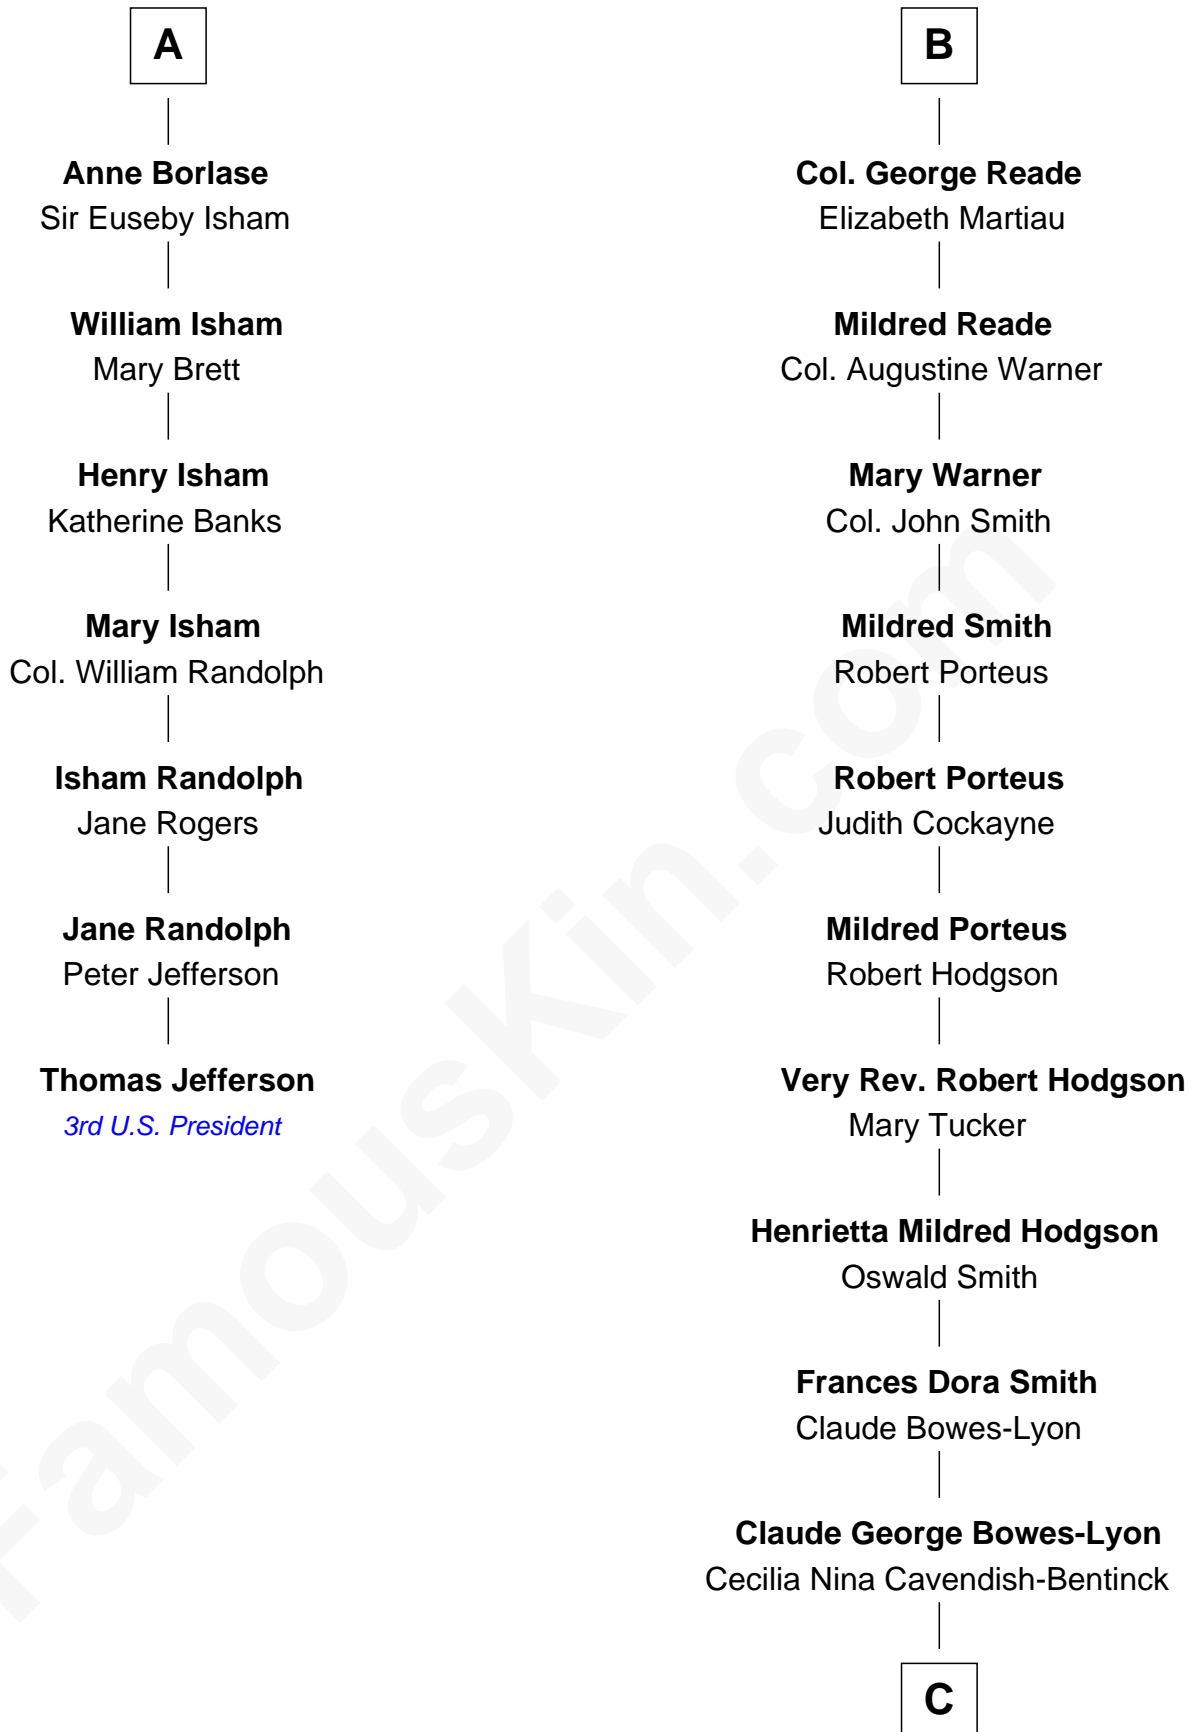 A
Anne Borlase
Sir Euseby Isham
William Isham
Mary Brett
Henry Isham
Katherine Banks
Mary Isham
Col. William Randolph
Isham Randolph
Jane Rogers
Jane Randolph
Peter Jefferson
Thomas Jefferson
3rd U.S. President
B
Col. George Reade
Elizabeth Martiau
Mildred Reade
Col. Augustine Warner
Mary Warner
Col. John Smith
Mildred Smith
Robert Porteus
Robert Porteus
Judith Cockayne
Mildred Porteus
Robert Hodgson
Very Rev. Robert Hodgson
Mary Tucker
Henrietta Mildred Hodgson
Oswald Smith
Frances Dora Smith
Claude Bowes-Lyon
Claude George Bowes-Lyon
Cecilia Nina Cavendish-Bentinck
C
FamousKin.com